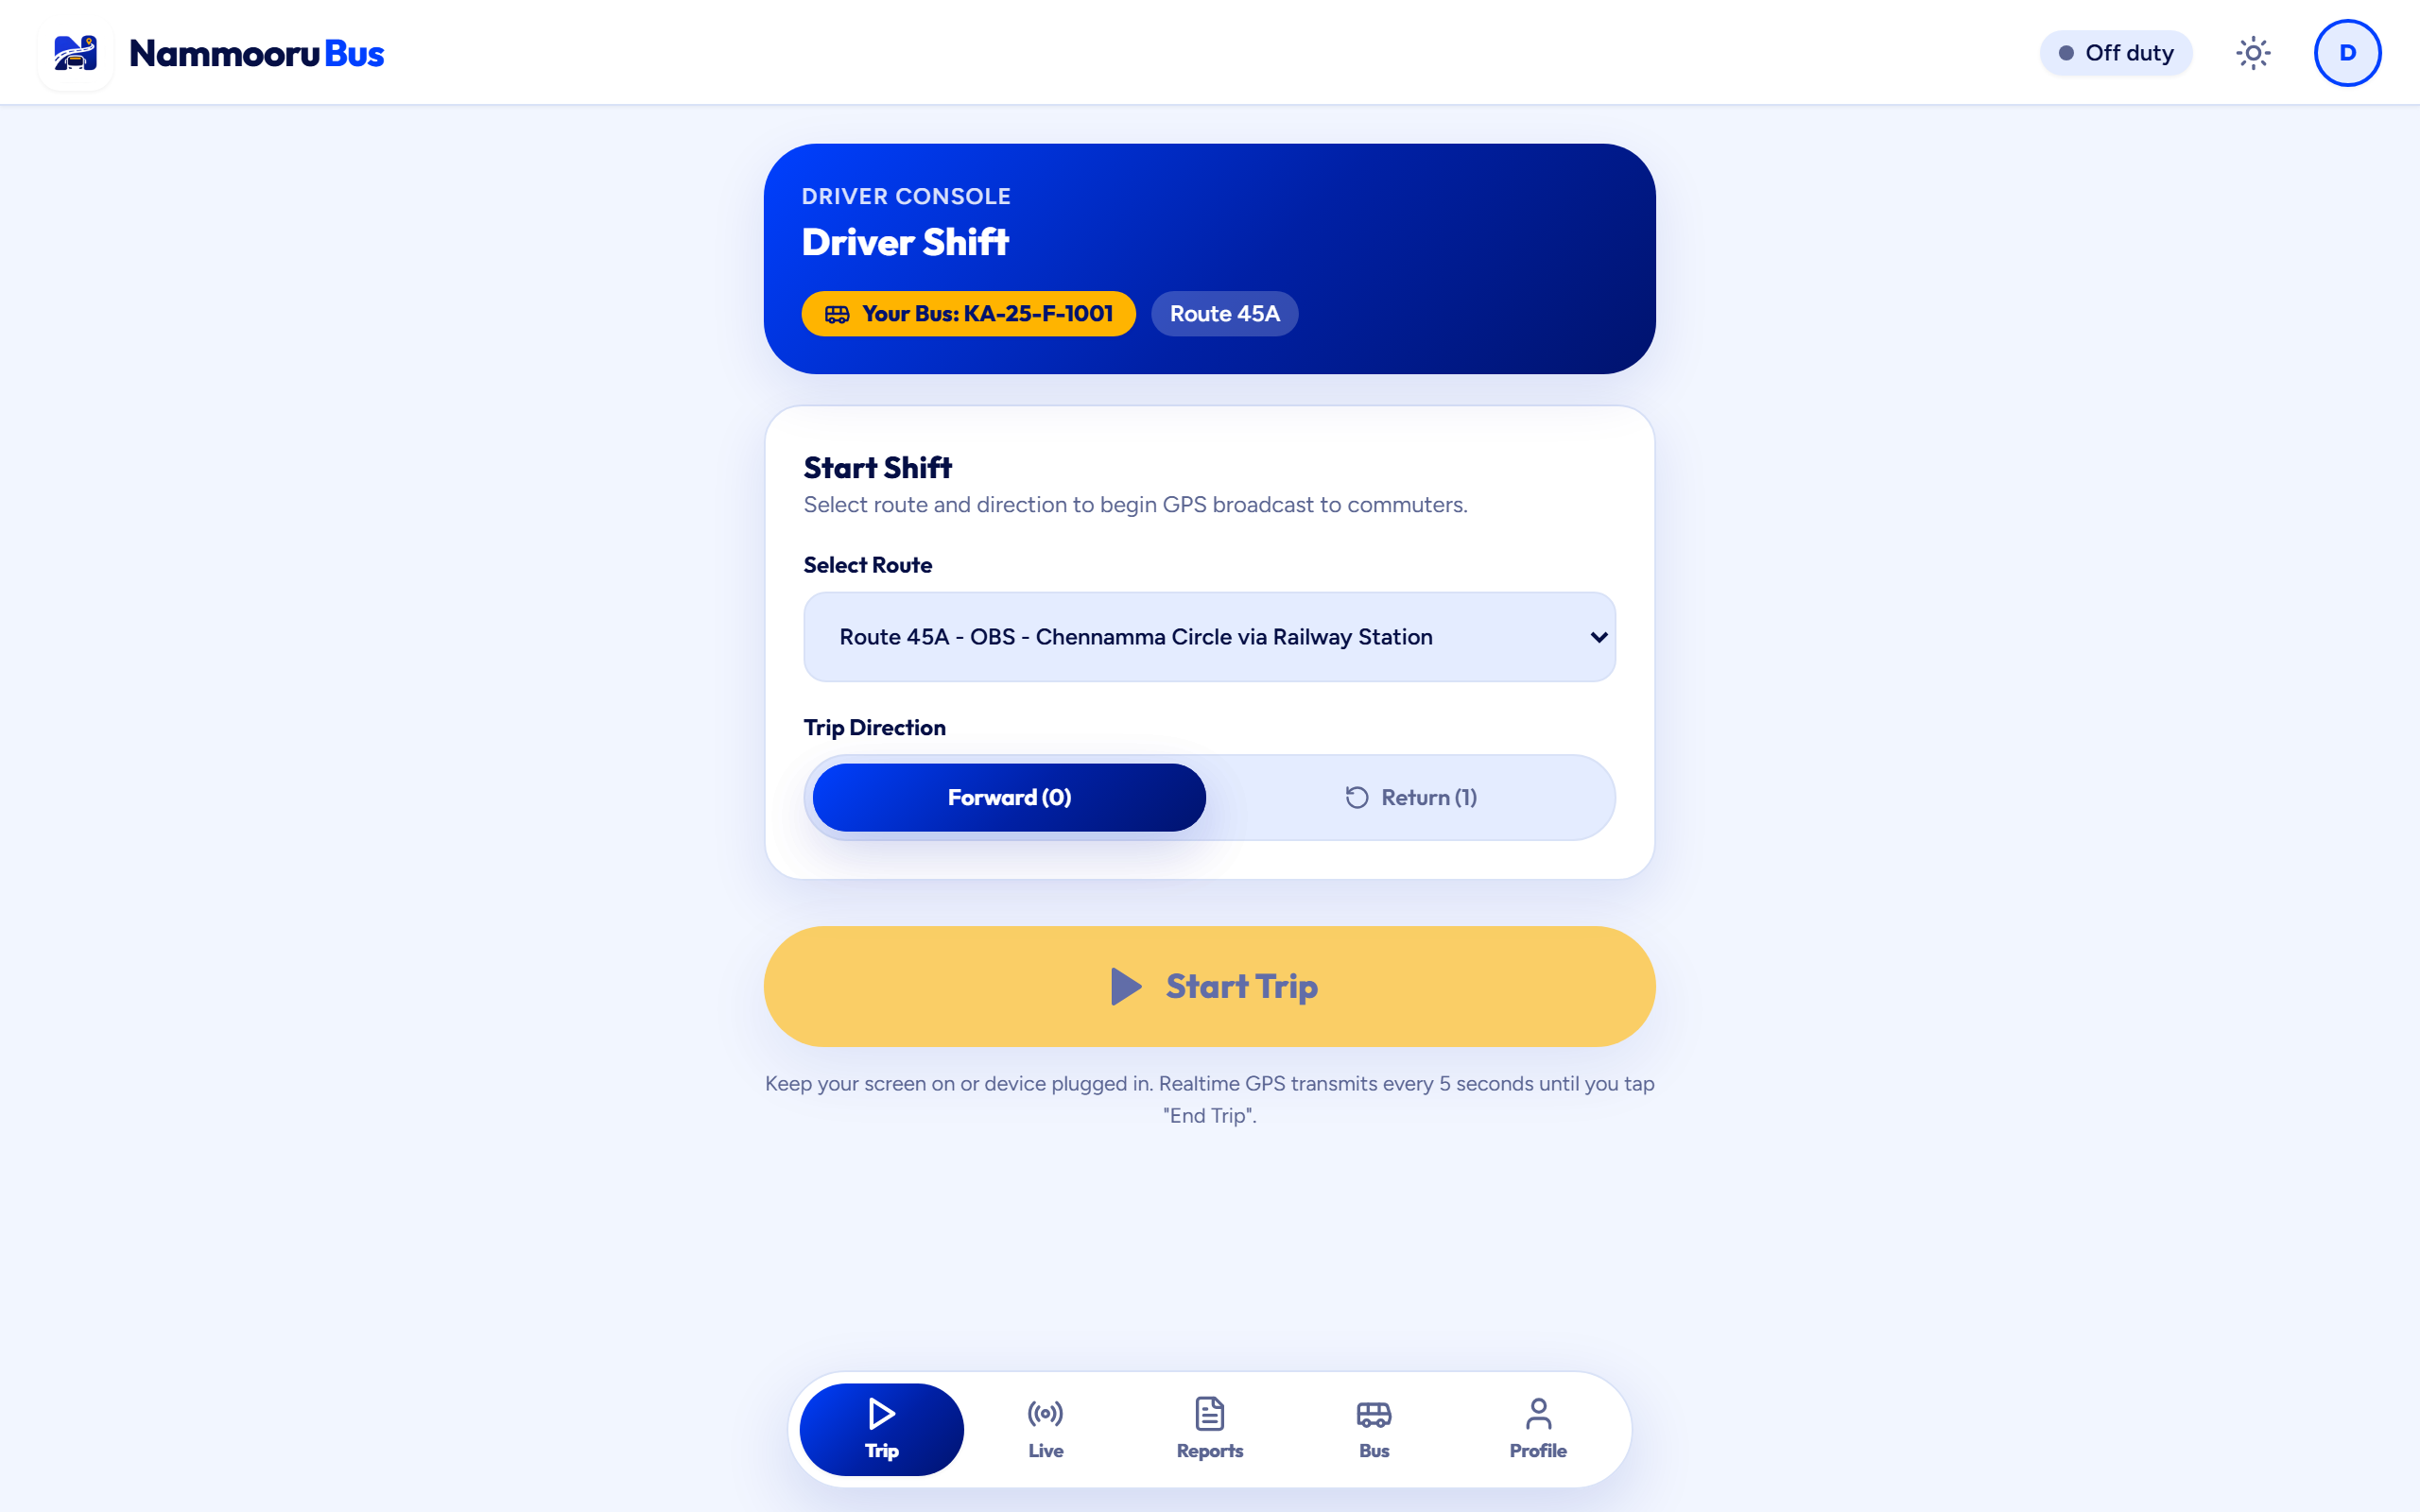 Nammooru Bus
Off duty
D
DRIVER CONSOLE
Driver Shift
Your Bus: KA-25-F-1001
Route 45A
Start Shift
Select route and direction to begin GPS broadcast to commuters.
Select Route
Route 45A - OBS - Chennamma Circle via Railway Station
Trip Direction
Forward (0)
Return (1)
Start Trip
Keep your screen on or device plugged in. Realtime GPS transmits every 5 seconds until you tap
"End Trip".
Trip
Live
Reports
Bus
Profile